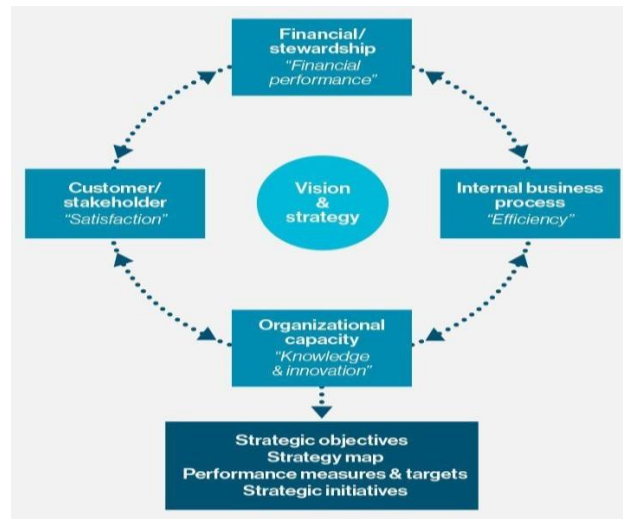 Financial/
stewardship
"Financial
performance"
Customer/
stakeholder
"Satisfaction"
Vision
&
strategy
Internal business
process
"Efficiency"
Organizational
capacity
"Knowledge
& innovation"
Strategic objectives
Strategy map
Performance measures & targets
Strategic initiatives